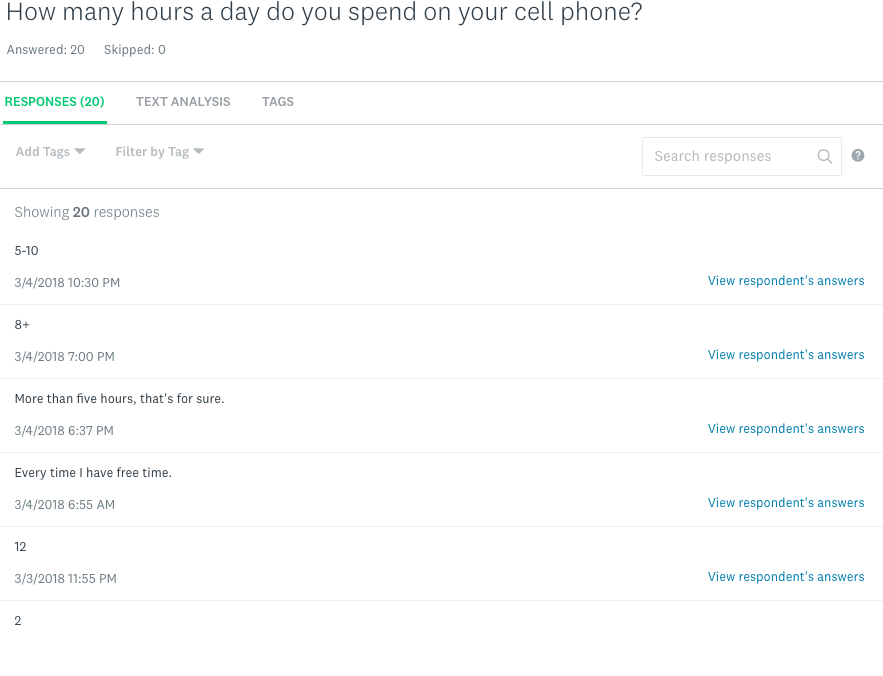 How many hours a day do you spend on your cell phone?
Answered: 20 Skipped: 0
RESPONSES (20) TEXT ANALYSIS TAGS
Add Tags Filter by Tag Search responses ?
Showing 20 responses
5-10
3/4/2018 10:30 PM View respondent's answers
8+
3/4/2018 7:00 PM View respondent's answers
More than five hours, that's for sure.
3/4/2018 6:37 PM View respondent's answers
Every time I have free time.
3/4/2018 6:55 AM View respondent's answers
12
3/3/2018 11:55 PM View respondent's answers
2